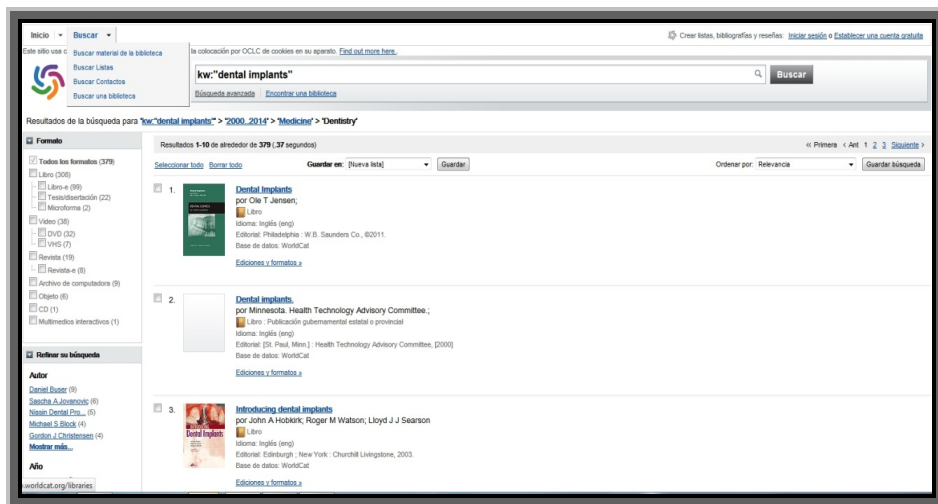 Inicio Buscar Crear listas, bibliografías y reseñas: Iniciar sesión o Establecer una cuenta gratuita
Este sitio usa c la colocación por OCLC de cookies en su aparato. Find out more here.
Buscar material de la biblioteca
Buscar Listas
Buscar Contactos
Buscar una biblioteca
kw:"dental implants" Buscar
Búsqueda avanzada Encontrar una biblioteca
Resultados de la búsqueda para 'kw:"dental implants"' > '2000..2014' > 'Medicine' > 'Dentistry'
Formato
Todos los formatos (379)
Libro (308)
Libro-e (99)
Tesis/disertación (22)
Microforma (2)
Video (38)
DVD (32)
VHS (7)
Revista (19)
Revista-e (8)
Archivo de computadora (9)
Objeto (6)
CD (1)
Multimedios interactivos (1)
Refinar su búsqueda
Autor
Daniel Buser (9)
Sascha A Jovanovic (6)
Nissin Dental Pro... (5)
Michael S Block (4)
Gordon J Christensen (4)
Mostrar más...
Año
.worldcat.org/libraries
Resultados 1-10 de alrededor de 379 (.37 segundos) << Primera < Ant 1 2 3 Siguiente >
Seleccionar todo Borrar todo Guardar en: [Nueva lista] Guardar Ordenar por: Relevancia Guardar búsqueda
1. Dental Implants
por Ole T Jensen;
Libro
Idioma: Inglés (eng)
Editorial: Philadelphia : W.B. Saunders Co., ©2011.
Base de datos: WorldCat
Ediciones y formatos »
2. Dental implants.
por Minnesota. Health Technology Advisory Committee.;
Libro : Publicación gubernamental estatal o provincial
Idioma: Inglés (eng)
Editorial: [St. Paul, Minn.] : Health Technology Advisory Committee, [2000]
Base de datos: WorldCat
Ediciones y formatos »
3. Introducing dental implants
por John A Hobkirk; Roger M Watson; Lloyd J J Searson
Libro
Idioma: Inglés (eng)
Editorial: Edinburgh ; New York : Churchill Livingstone, 2003.
Base de datos: WorldCat
Ediciones y formatos »
Dental Implants